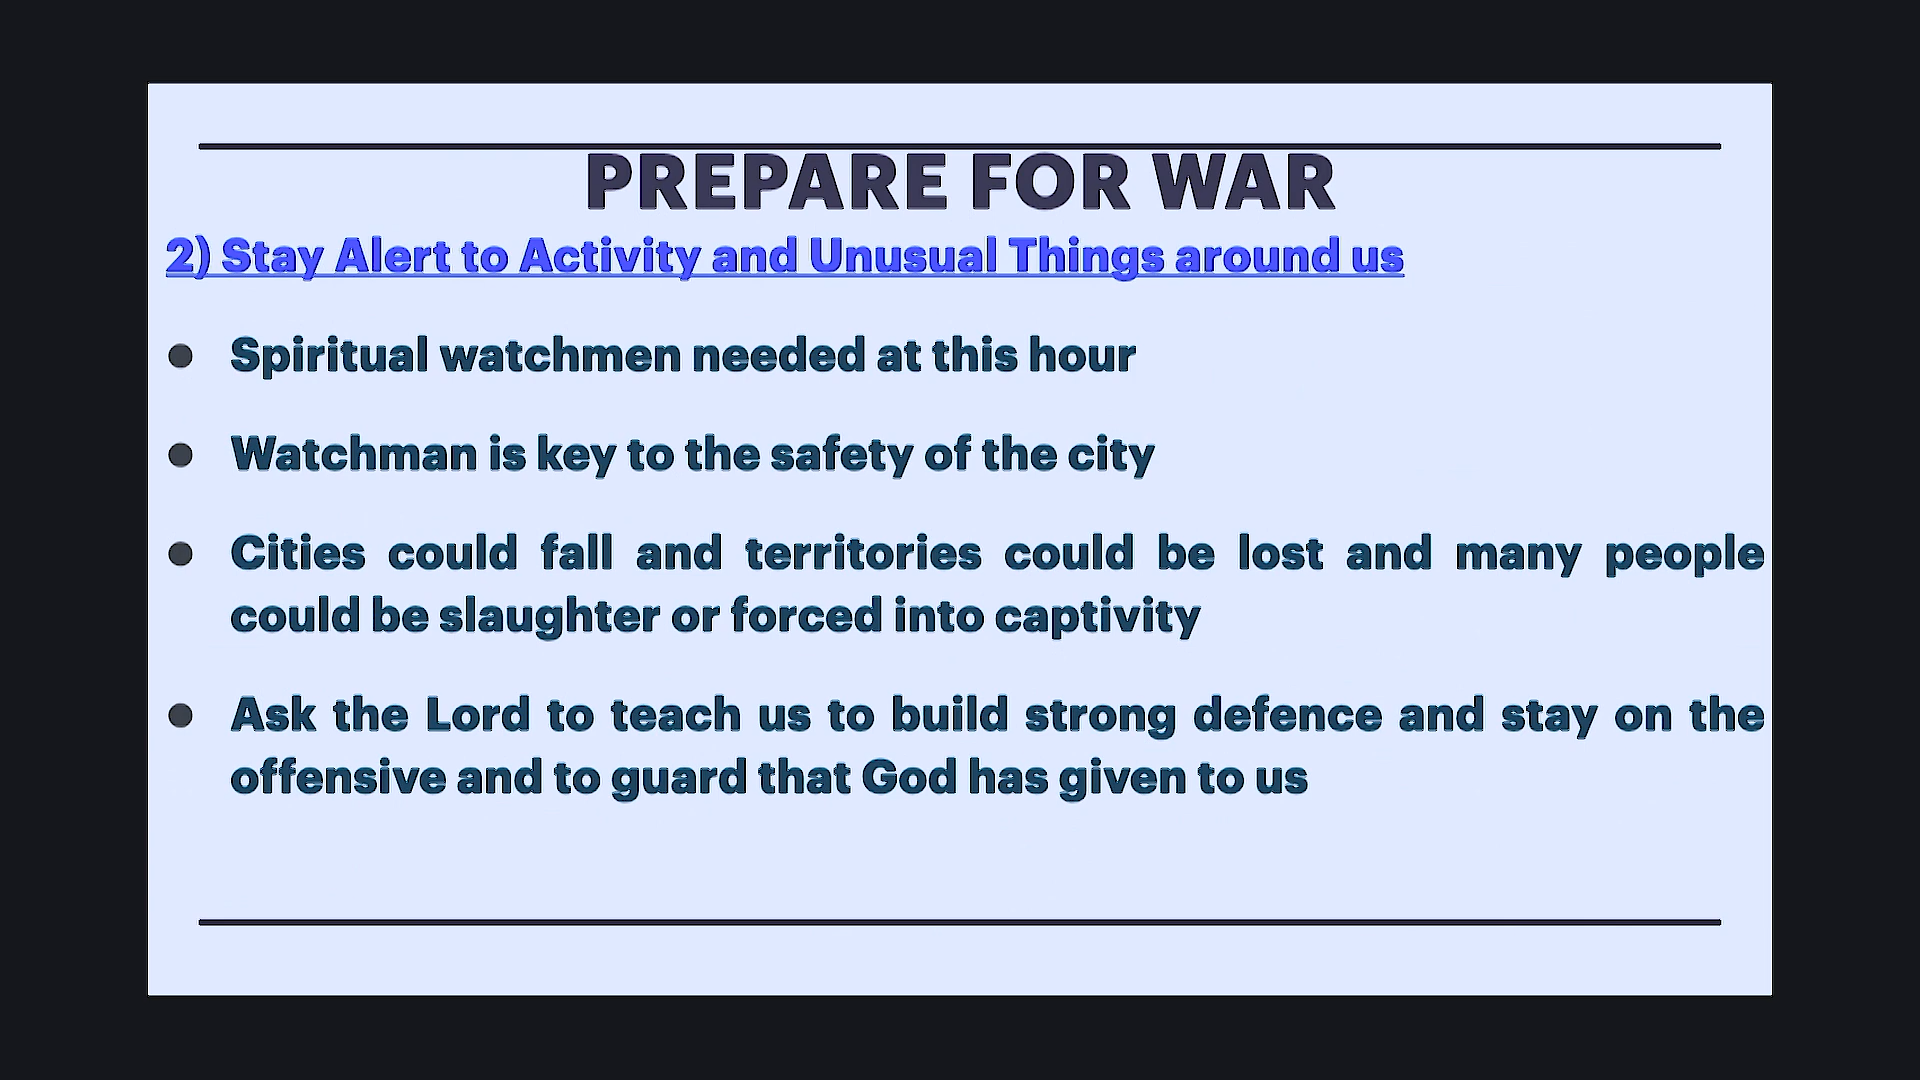 PREPARE FOR WAR
2) Stay Alert to Activity and Unusual Things around us
● Spiritual watchmen needed at this hour
● Watchman is key to the safety of the city
● Cities could fall and territories could be lost and many people
could be slaughter or forced into captivity
● Ask the Lord to teach us to build strong defence and stay on the
offensive and to guard that God has given to us